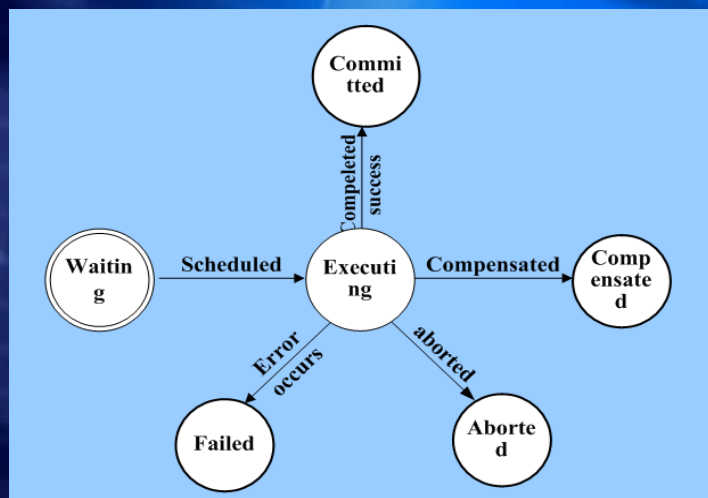 Commi
tted
Compeleted
success
Waitin
g
Scheduled
Executi
ng
Compensated
Comp
ensate
d
Error
occurs
aborted
Failed
Aborte
d